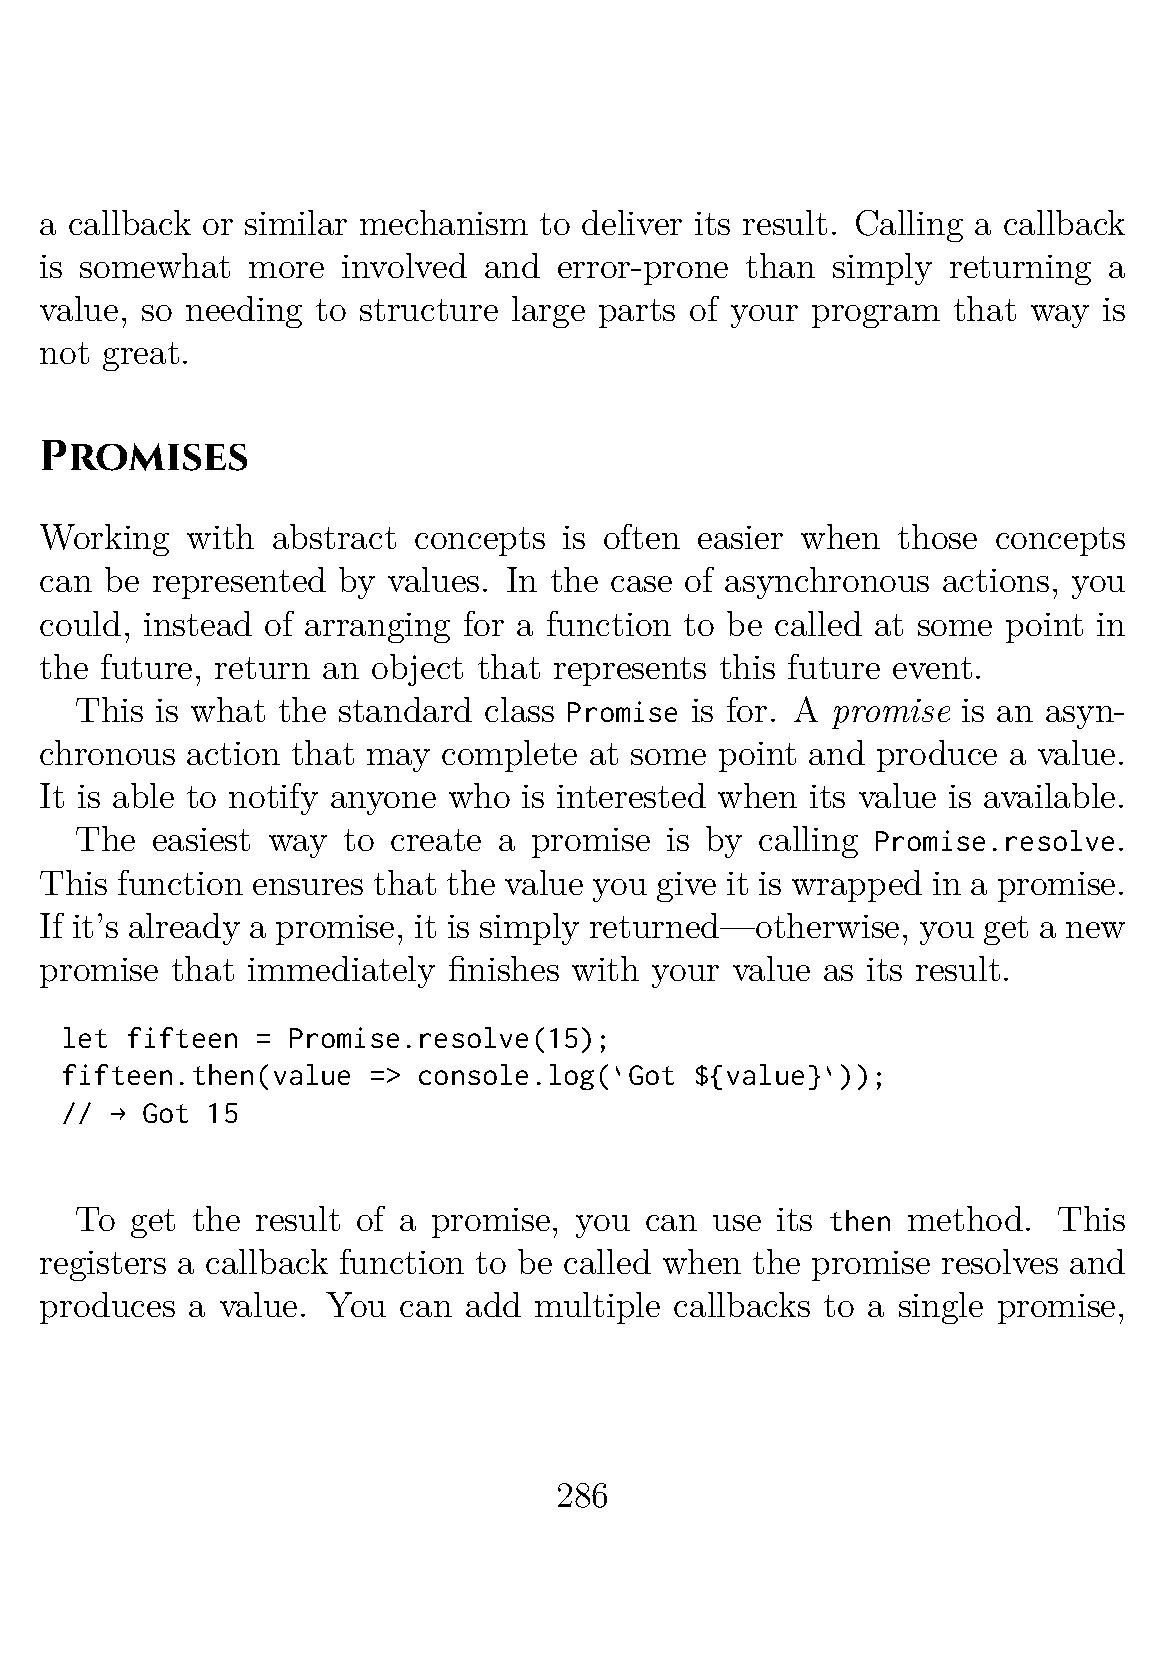 a callback or similar mechanism to deliver its result. Calling a callback
is somewhat more involved and error-prone than simply returning a
value, so needing to structure large parts of your program that way is
not great.
Promises
Working with abstract concepts is often easier when those concepts
can be represented by values. In the case of asynchronous actions, you
could, instead of arranging for a function to be called at some point in
the future, return an object that represents this future event.
This is what the standard class Promise is for. A promise is an asyn-
chronous action that may complete at some point and produce a value.
It is able to notify anyone who is interested when its value is available.
The easiest way to create a promise is by calling Promise.resolve.
This function ensures that the value you give it is wrapped in a promise.
If it’s already a promise, it is simply returned—otherwise, you get a new
promise that immediately finishes with your value as its result.
let fifteen = Promise.resolve(15);
fifteen.then(value => console.log(`Got ${value}`));
// → Got 15
To get the result of a promise, you can use its then method. This
registers a callback function to be called when the promise resolves and
produces a value. You can add multiple callbacks to a single promise,
286